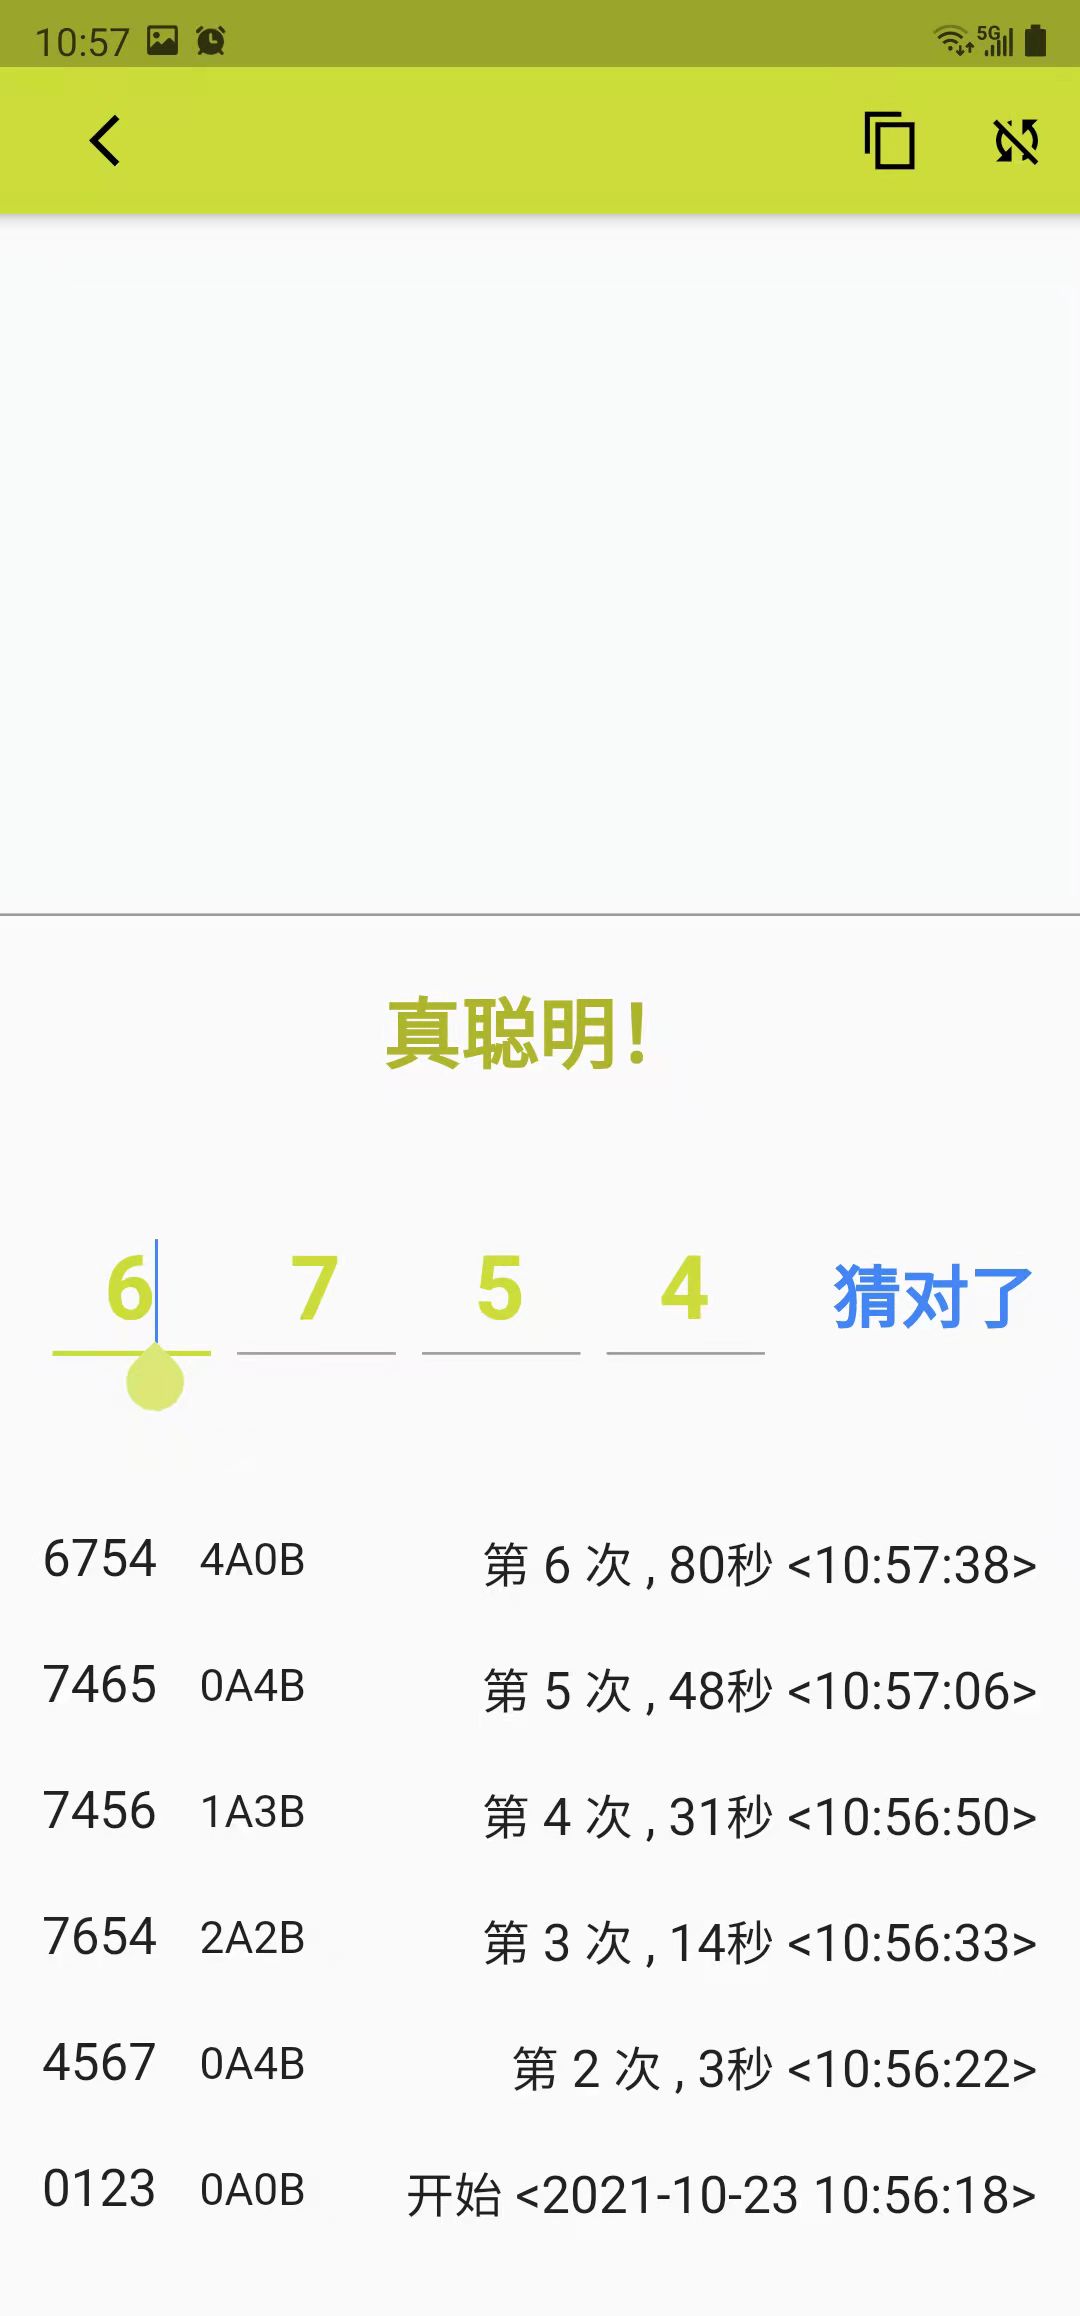 10:57 5G
真聪明!
6 7 5 4 猜对了
6754 4A0B 第 6 次 , 80秒 <10:57:38>
7465 0A4B 第 5 次 , 48秒 <10:57:06>
7456 1A3B 第 4 次 , 31秒 <10:56:50>
7654 2A2B 第 3 次 , 14秒 <10:56:33>
4567 0A4B 第 2 次 , 3秒 <10:56:22>
0123 0A0B 开始 <2021-10-23 10:56:18>